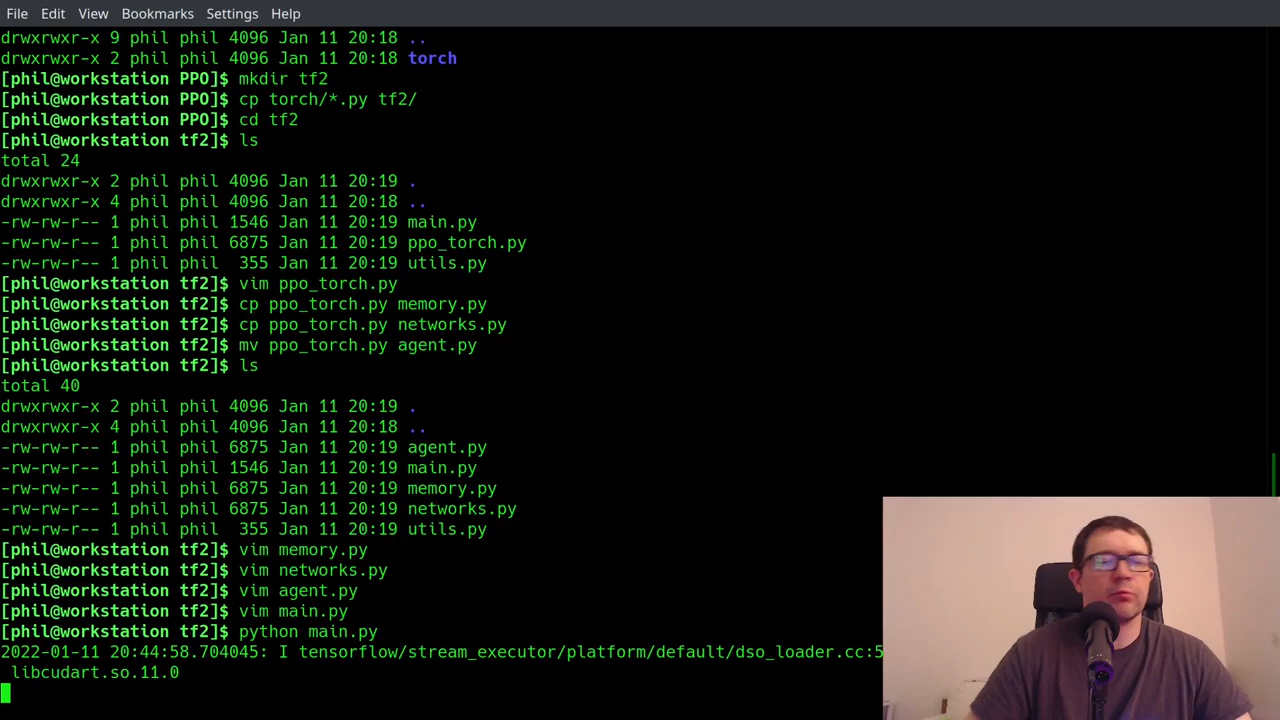 File Edit View Bookmarks Settings Help
drwxrwxr-x 9 phil phil 4096 Jan 11 20:18 ..
drwxrwxr-x 2 phil phil 4096 Jan 11 20:18 torch
[phil@workstation PPO]$ mkdir tf2
[phil@workstation PPO]$ cp torch/*.py tf2/
[phil@workstation PPO]$ cd tf2
[phil@workstation tf2]$ ls
total 24
drwxrwxr-x 2 phil phil 4096 Jan 11 20:19 .
drwxrwxr-x 4 phil phil 4096 Jan 11 20:18 ..
-rw-rw-r-- 1 phil phil 1546 Jan 11 20:19 main.py
-rw-rw-r-- 1 phil phil 6875 Jan 11 20:19 ppo_torch.py
-rw-rw-r-- 1 phil phil  355 Jan 11 20:19 utils.py
[phil@workstation tf2]$ vim ppo_torch.py
[phil@workstation tf2]$ cp ppo_torch.py memory.py
[phil@workstation tf2]$ cp ppo_torch.py networks.py
[phil@workstation tf2]$ mv ppo_torch.py agent.py
[phil@workstation tf2]$ ls
total 40
drwxrwxr-x 2 phil phil 4096 Jan 11 20:19 .
drwxrwxr-x 4 phil phil 4096 Jan 11 20:18 ..
-rw-rw-r-- 1 phil phil 6875 Jan 11 20:19 agent.py
-rw-rw-r-- 1 phil phil 1546 Jan 11 20:19 main.py
-rw-rw-r-- 1 phil phil 6875 Jan 11 20:19 memory.py
-rw-rw-r-- 1 phil phil 6875 Jan 11 20:19 networks.py
-rw-rw-r-- 1 phil phil  355 Jan 11 20:19 utils.py
[phil@workstation tf2]$ vim memory.py
[phil@workstation tf2]$ vim networks.py
[phil@workstation tf2]$ vim agent.py
[phil@workstation tf2]$ vim main.py
[phil@workstation tf2]$ python main.py
2022-01-11 20:44:58.704045: I tensorflow/stream_executor/platform/default/dso_loader.cc:5
libcudart.so.11.0